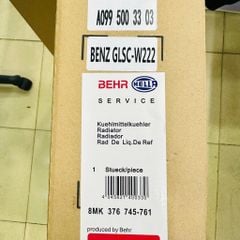 A099 500 33 03
BENZ GLSC-W222
BEHR HELLA
SERVICE
Kuehlmittelkuehler
Radiator
Radiador
Rad De Liq.De Ref
1 Stueck/piece
8MK 376 745-761
produced by Behr